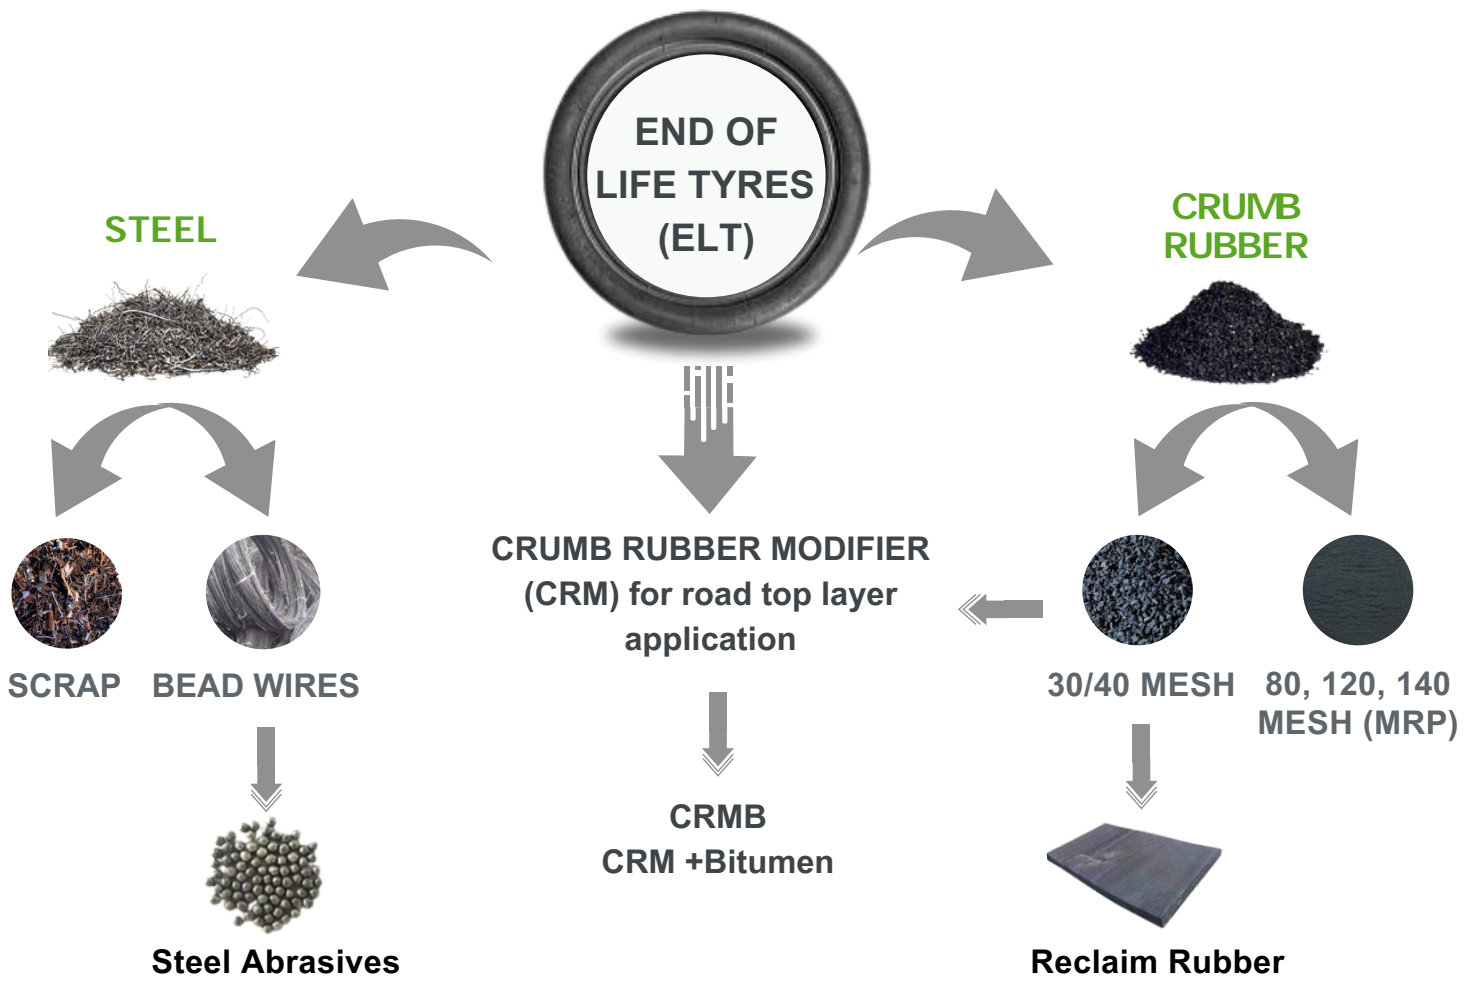 END OF
LIFE TYRES
(ELT)
STEEL
CRUMB
RUBBER
CRUMB RUBBER MODIFIER
(CRM) for road top layer
application
SCRAP
BEAD WIRES
30/40 MESH
80, 120, 140
MESH (MRP)
CRMB
CRM +Bitumen
Steel Abrasives
Reclaim Rubber